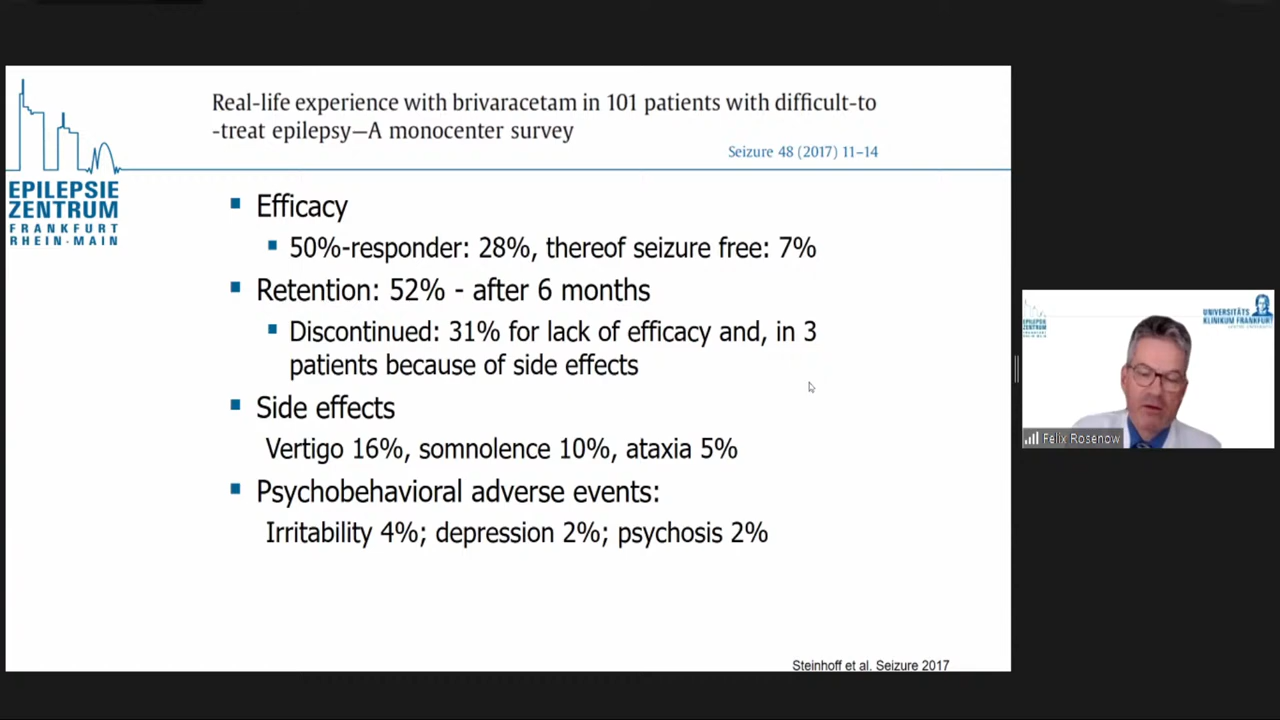 Real-life experience with brivaracetam in 101 patients with difficult-to
-treat epilepsy—A monocenter survey
Seizure 48 (2017) 11–14
EPILEPSIE
ZENTRUM
FRANKFURT
RHEIN-MAIN
Efficacy
50%-responder: 28%, thereof seizure free: 7%
Retention: 52% - after 6 months
Discontinued: 31% for lack of efficacy and, in 3
patients because of side effects
Side effects
Vertigo 16%, somnolence 10%, ataxia 5%
Psychobehavioral adverse events:
Irritability 4%; depression 2%; psychosis 2%
Steinhoff et al. Seizure 2017
EPILEPSIE
ZENTRUM
UNIVERSITÄTS
KLINIKUM FRANKFURT
Felix Rosenow